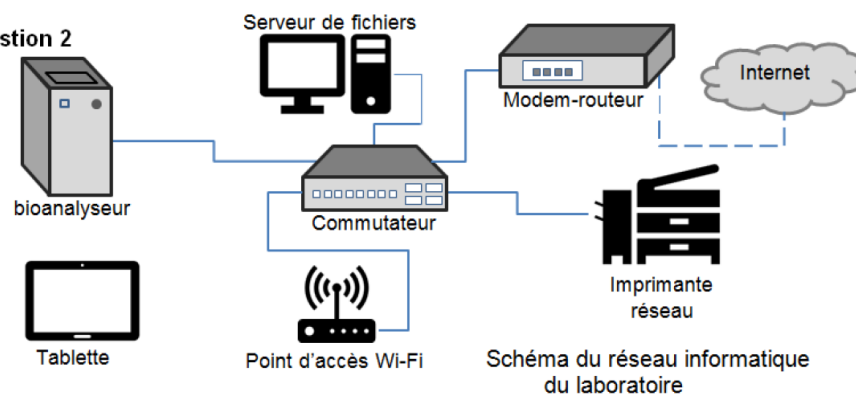 Serveur de fichiers
stion 2
Internet
Modem-routeur
bioanalyseur
Commutateur
Imprimante
réseau
Tablette
Point d'accès Wi-Fi
Schéma du réseau informatique
du laboratoire